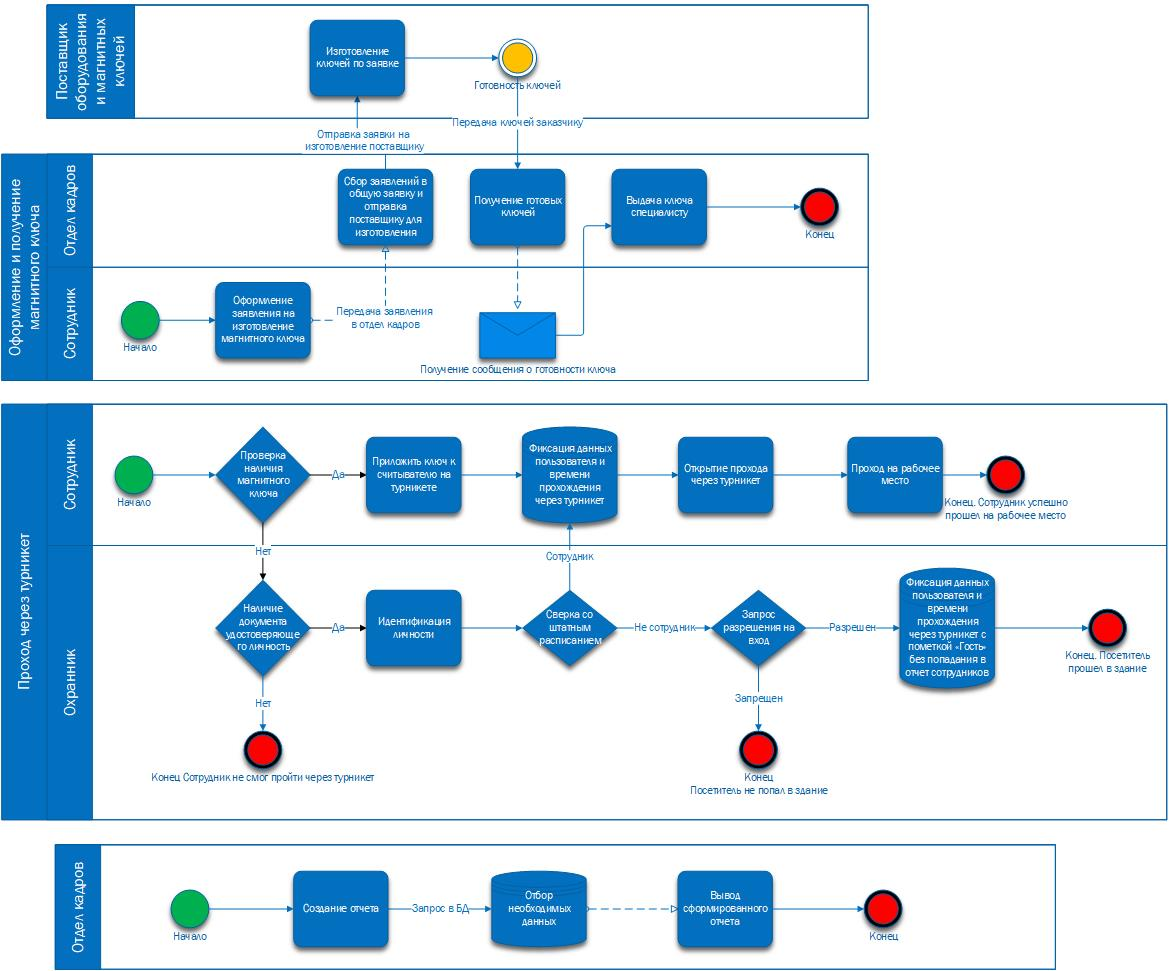 Поставщик
оборудования
и магнитных
ключей
Изготовление
ключей по заявке
Готовность ключей
Отправка заявки на
изготовление поставщику
Передача ключей заказчику
Оформление и получение
магнитного ключа
Отдел кадров
Сбор заявлений в
общую заявку и
отправка
поставщику для
изготовления
Получение готовых
ключей
Выдача ключа
специалисту
Конец
Сотрудник
Начало
Оформление
заявления на
изготовление
магнитного ключа
Передача заявления
в отдел кадров
Получение сообщения о готовности ключа
Проход через турникет
Сотрудник
Начало
Проверка
наличия
магнитного
ключа
Да
Приложить ключ к
считывателю на
турникете
Фиксация данных
пользователя и
времени
прохождения
через турникет
Открытие прохода
через турникет
Проход на рабочее
место
Конец. Сотрудник успешно
прошел на рабочее место
Нет
Сотрудник
Охранник
Наличие
документа
удостоверяюще
го личность
Да
Идентификация
личности
Сверка со
штатным
расписанием
Не сотрудник
Запрос
разрешения на
вход
Разрешен
Фиксация данных
пользователя и
времени
прохождения
через турникет с
пометкой «Гость»
без попадания в
отчет сотрудников
Конец. Посетитель
прошел в здание
Нет
Запрещен
Конец Сотрудник не смог пройти через турникет
Конец
Посетитель не попал в здание
Отдел кадров
Начало
Создание отчета
Запрос в БД
Отбор
необходимых
данных
Вывод
сформированного
отчета
Конец